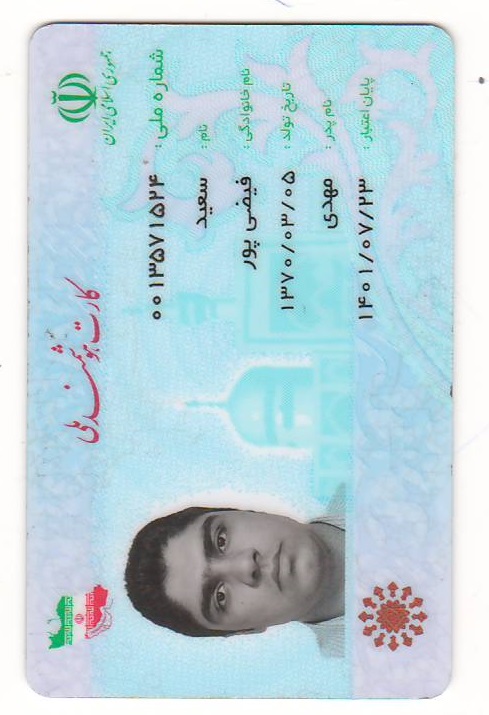 جمهوری اسلامی ایران
کارت هوشمند ملی
شماره ملی: ۰۰۱۳۵۷۱۵۲۴
نام: سعید
نام خانوادگی: فیضی پور
تاریخ تولد: ۱۳۷۰/۰۳/۰۵
نام پدر: مهدی
پایان اعتبار: ۱۴۰۱/۰۷/۲۳